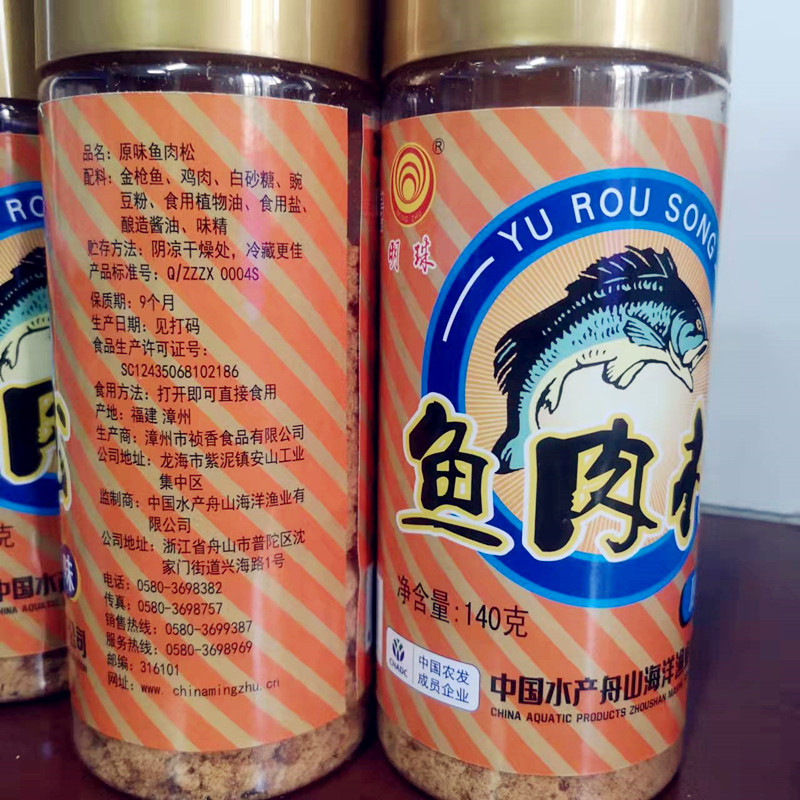 品名：原味鱼肉松
配料：金枪鱼、鸡肉、白砂糖、豌
豆粉、食用植物油、食用盐、
酿造酱油、味精
贮存方法：阴凉干燥处，冷藏更佳
产品标准号：Q/ZZZX 0004S
保质期：9个月
生产日期：见打码
食品生产许可证号：
SC12435068102186
食用方法：打开即可直接食用
产地：福建 漳州
生产商：漳州市祯香食品有限公司
公司地址：龙海市紫泥镇安山工业
集中区
监制商：中国水产舟山海洋渔业有
限公司
公司地址：浙江省舟山市普陀区沈
家门街道兴海路1号
电话：0580-3698382
传真：0580-3698757
销售热线：0580-3699387
服务热线：0580-3698969
邮编：316101
网址：www.chinamingzhu.cn
®
明珠
YU ROU SONG
鱼肉松
净含量：140克
CNADC
中国农发
成员企业
中国水产舟山海洋渔
CHINA AQUATIC PRODUCTS ZHOUSHAN
U RO
肉
克
中国水
CHINA AQUATIC
味
公司